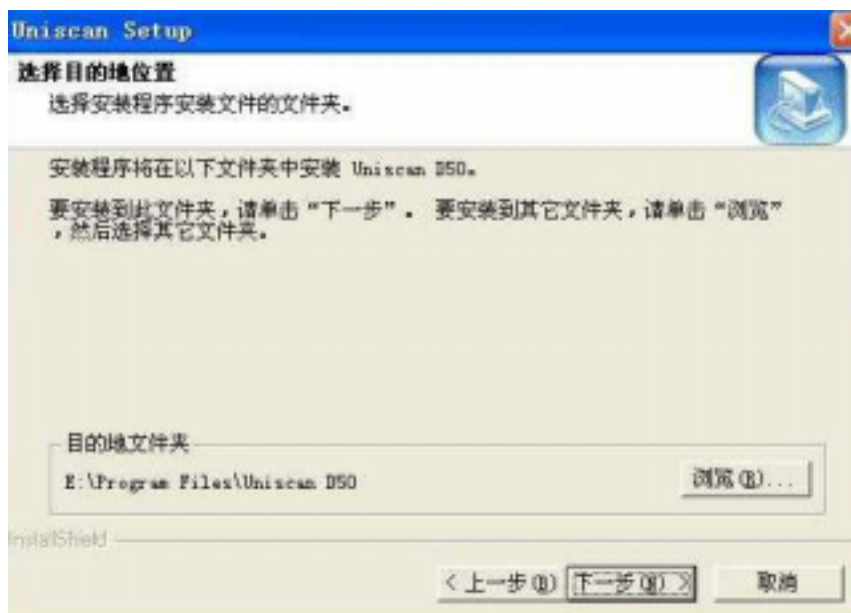 Uniscan Setup
选择目的地位置
选择安装程序安装文件的文件夹。
安装程序将在以下文件夹中安装 Uniscan D50。
要安装到此文件夹，请单击“下一步”。 要安装到其它文件夹，请单击“浏览”
，然后选择其它文件夹。
目的地文件夹
E:\Program Files\Uniscan D50
浏览(R)...
InstallShield
< 上一步(B)
下一步(N) >
取消